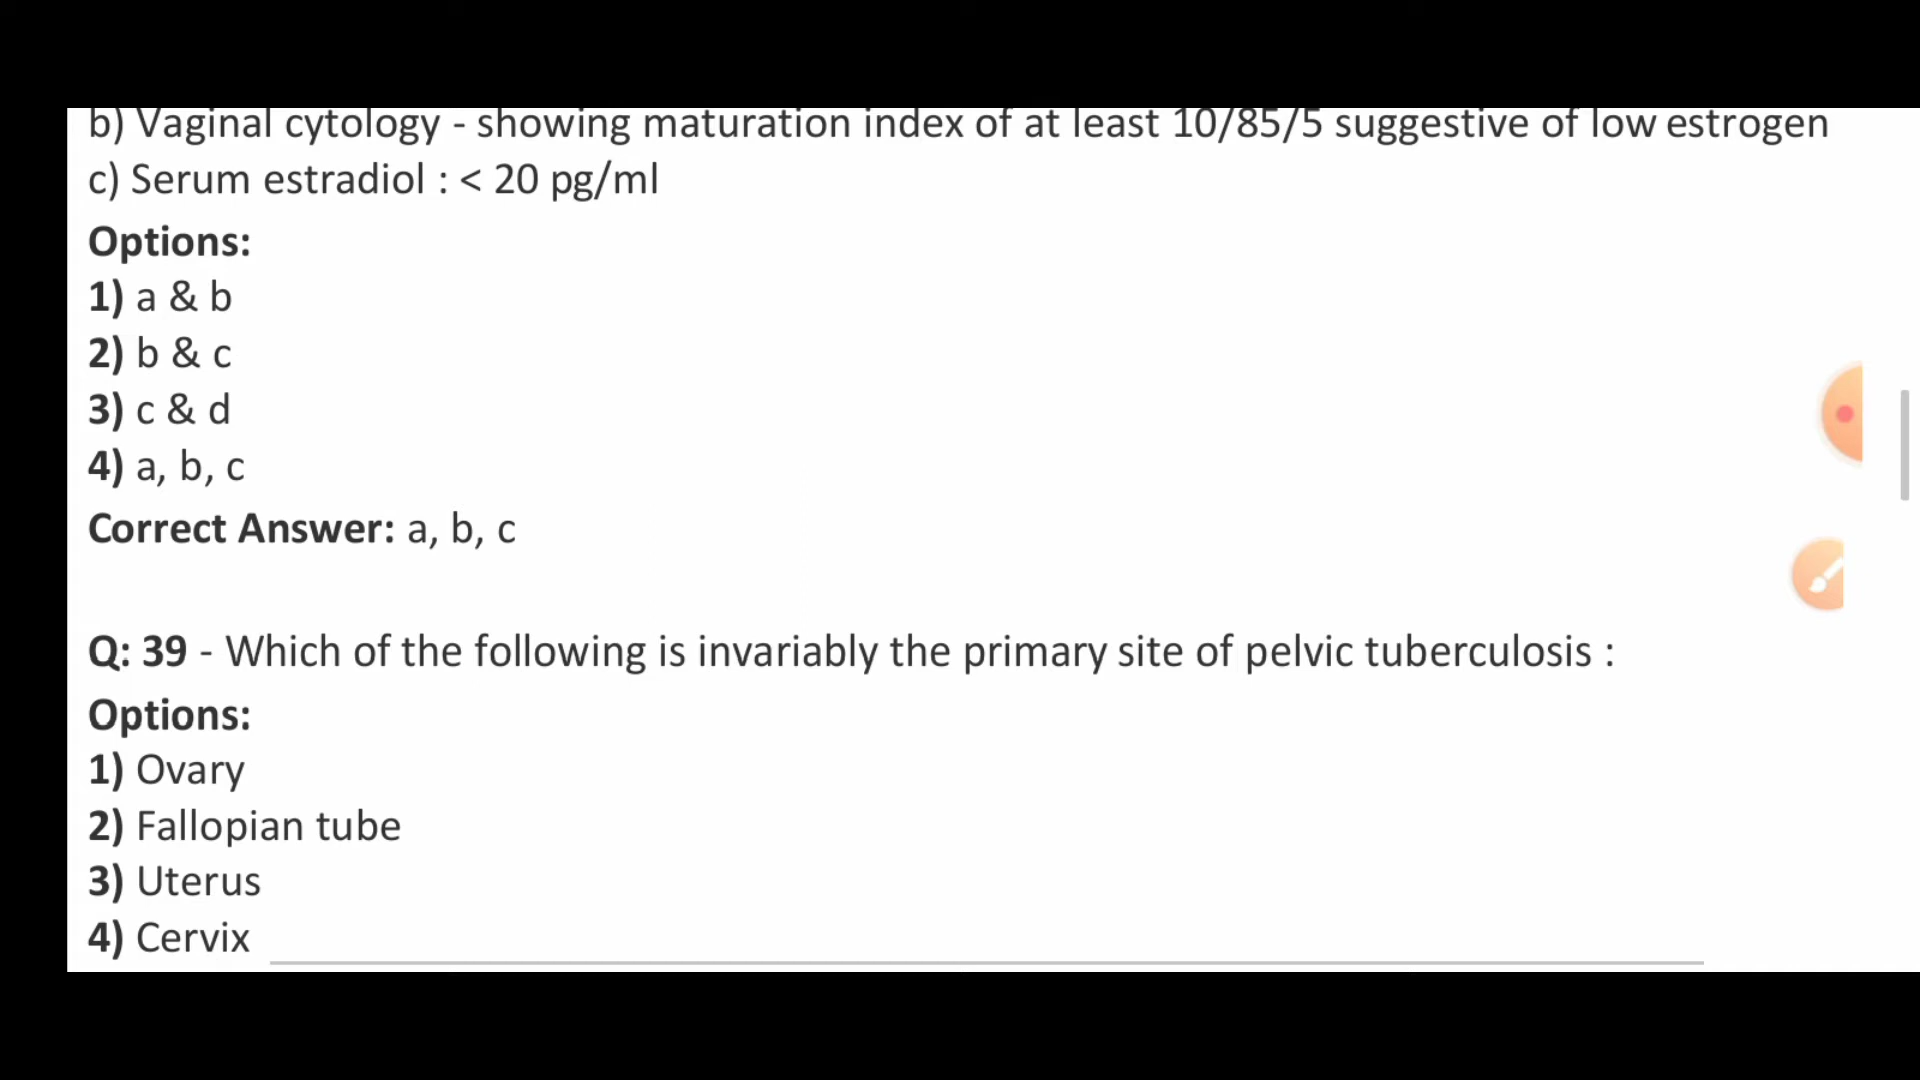 b) Vaginal cytology - showing maturation index of at least 10/85/5 suggestive of low estrogen
c) Serum estradiol : < 20 pg/ml
Options:
1) a & b
2) b & c
3) c & d
4) a, b, c
Correct Answer: a, b, c
Q: 39 - Which of the following is invariably the primary site of pelvic tuberculosis :
Options:
1) Ovary
2) Fallopian tube
3) Uterus
4) Cervix